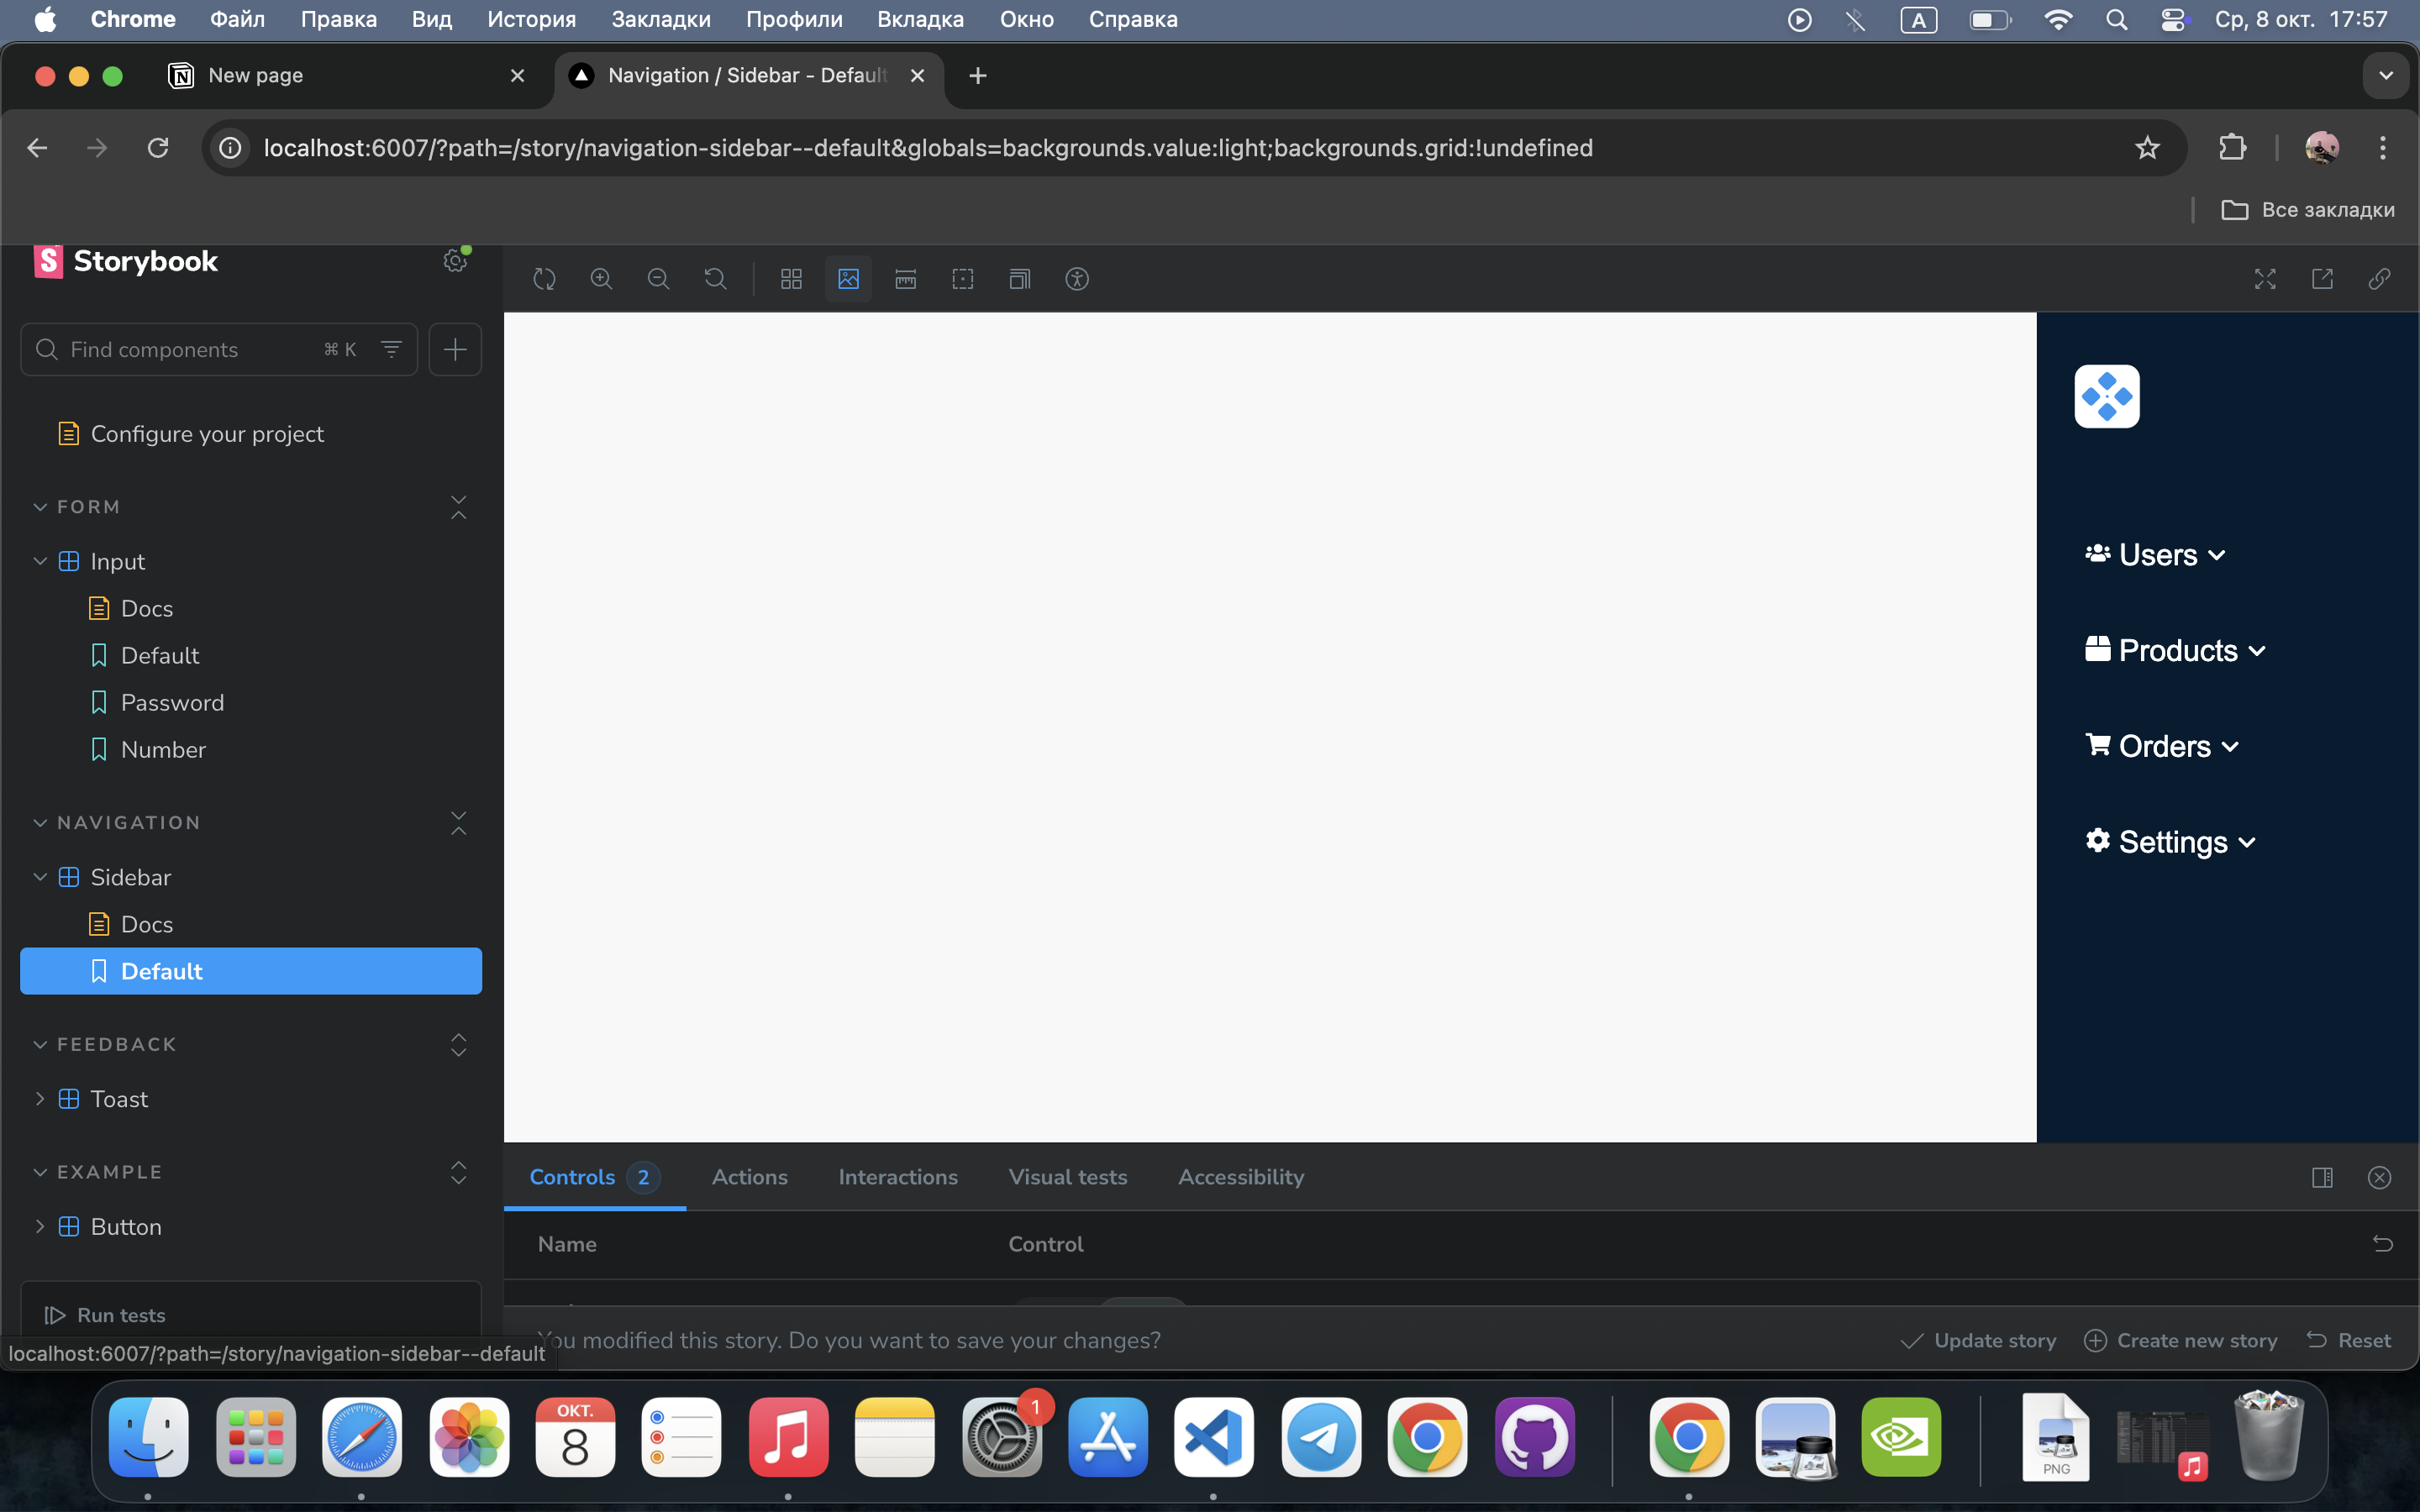 Chrome Файл Правка Вид История Закладки Профили Вкладка Окно Справка A Ср, 8 окт. 17:57
New page Navigation / Sidebar - Default
localhost:6007/?path=/story/navigation-sidebar--default&globals=backgrounds.value:light;backgrounds.grid:!undefined
Все закладки
Storybook
Find components ⌘ K
Configure your project
FORM
Input
Docs
Default
Password
Number
NAVIGATION
Sidebar
Docs
Default
FEEDBACK
Toast
EXAMPLE
Button
Run tests
localhost:6007/?path=/story/navigation-sidebar--default
Users
Products
Orders
Settings
Controls 2 Actions Interactions Visual tests Accessibility
Name Control
You modified this story. Do you want to save your changes? Update story Create new story Reset
ОКТ.
8
1
PNG